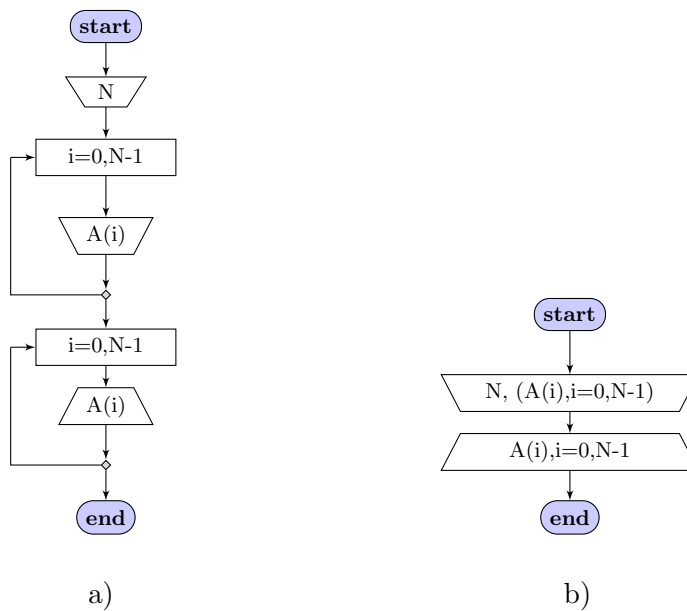 start
N
i=0,N-1
A(i)
i=0,N-1
A(i)
end
a)
start
N, (A(i),i=0,N-1)
A(i),i=0,N-1
end
b)